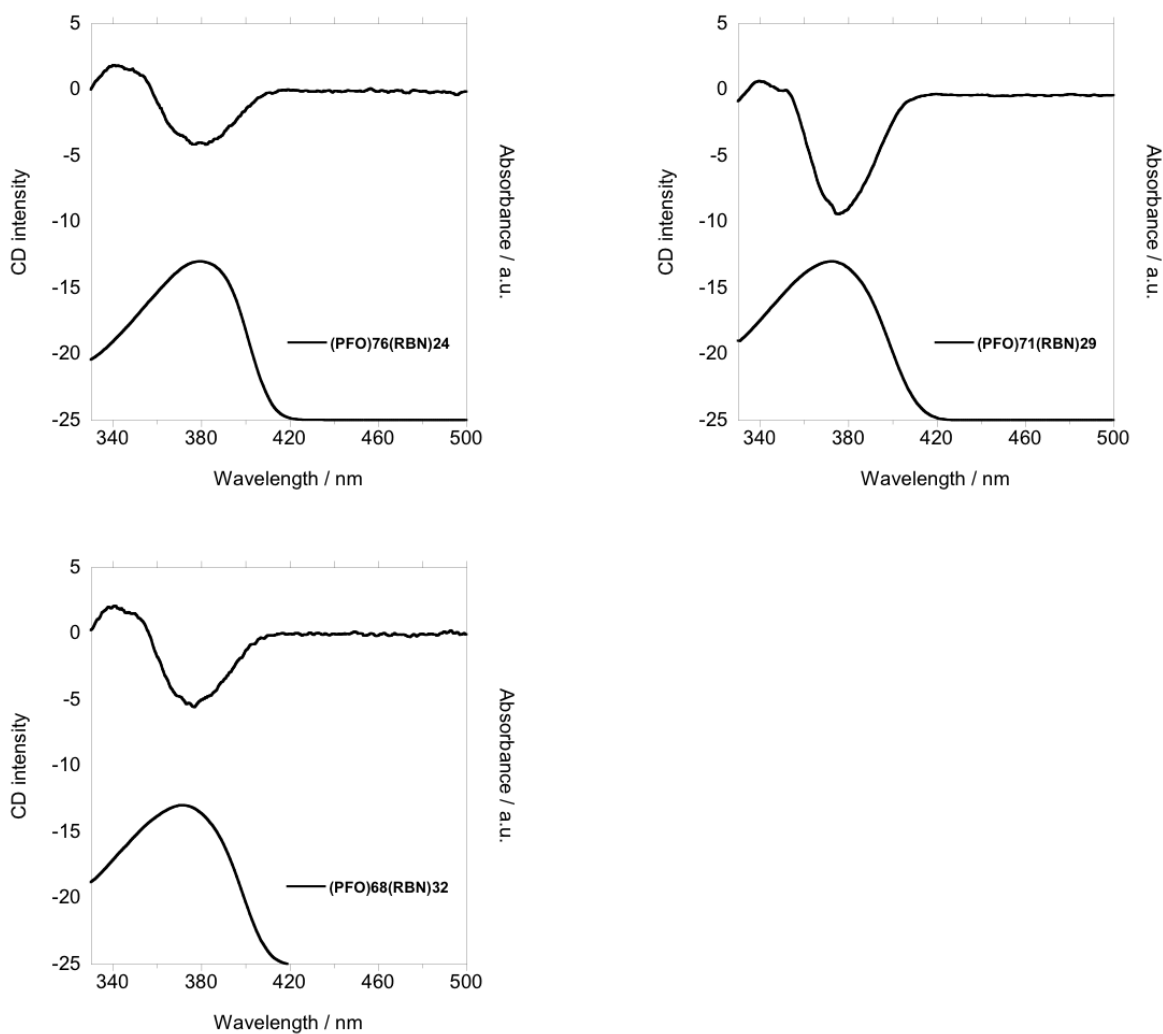 5
0
-5
-10
-15
-20
-25
340 380 420 460 500
CD intensity
Absorbance / a.u.
(PFO)76(RBN)24
Wavelength / nm
5
0
-5
-10
-15
-20
-25
340 380 420 460 500
CD intensity
Absorbance / a.u.
(PFO)71(RBN)29
Wavelength / nm
5
0
-5
-10
-15
-20
-25
340 380 420 460 500
CD intensity
Absorbance / a.u.
(PFO)68(RBN)32
Wavelength / nm